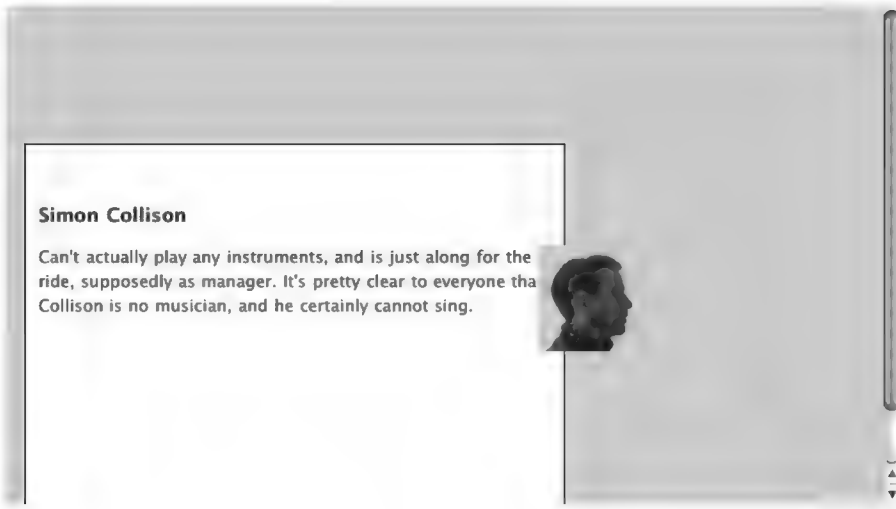 Simon Collison
Can't actually play any instruments, and is just along for the
ride, supposedly as manager. It's pretty clear to everyone tha
Collison is no musician, and he certainly cannot sing.